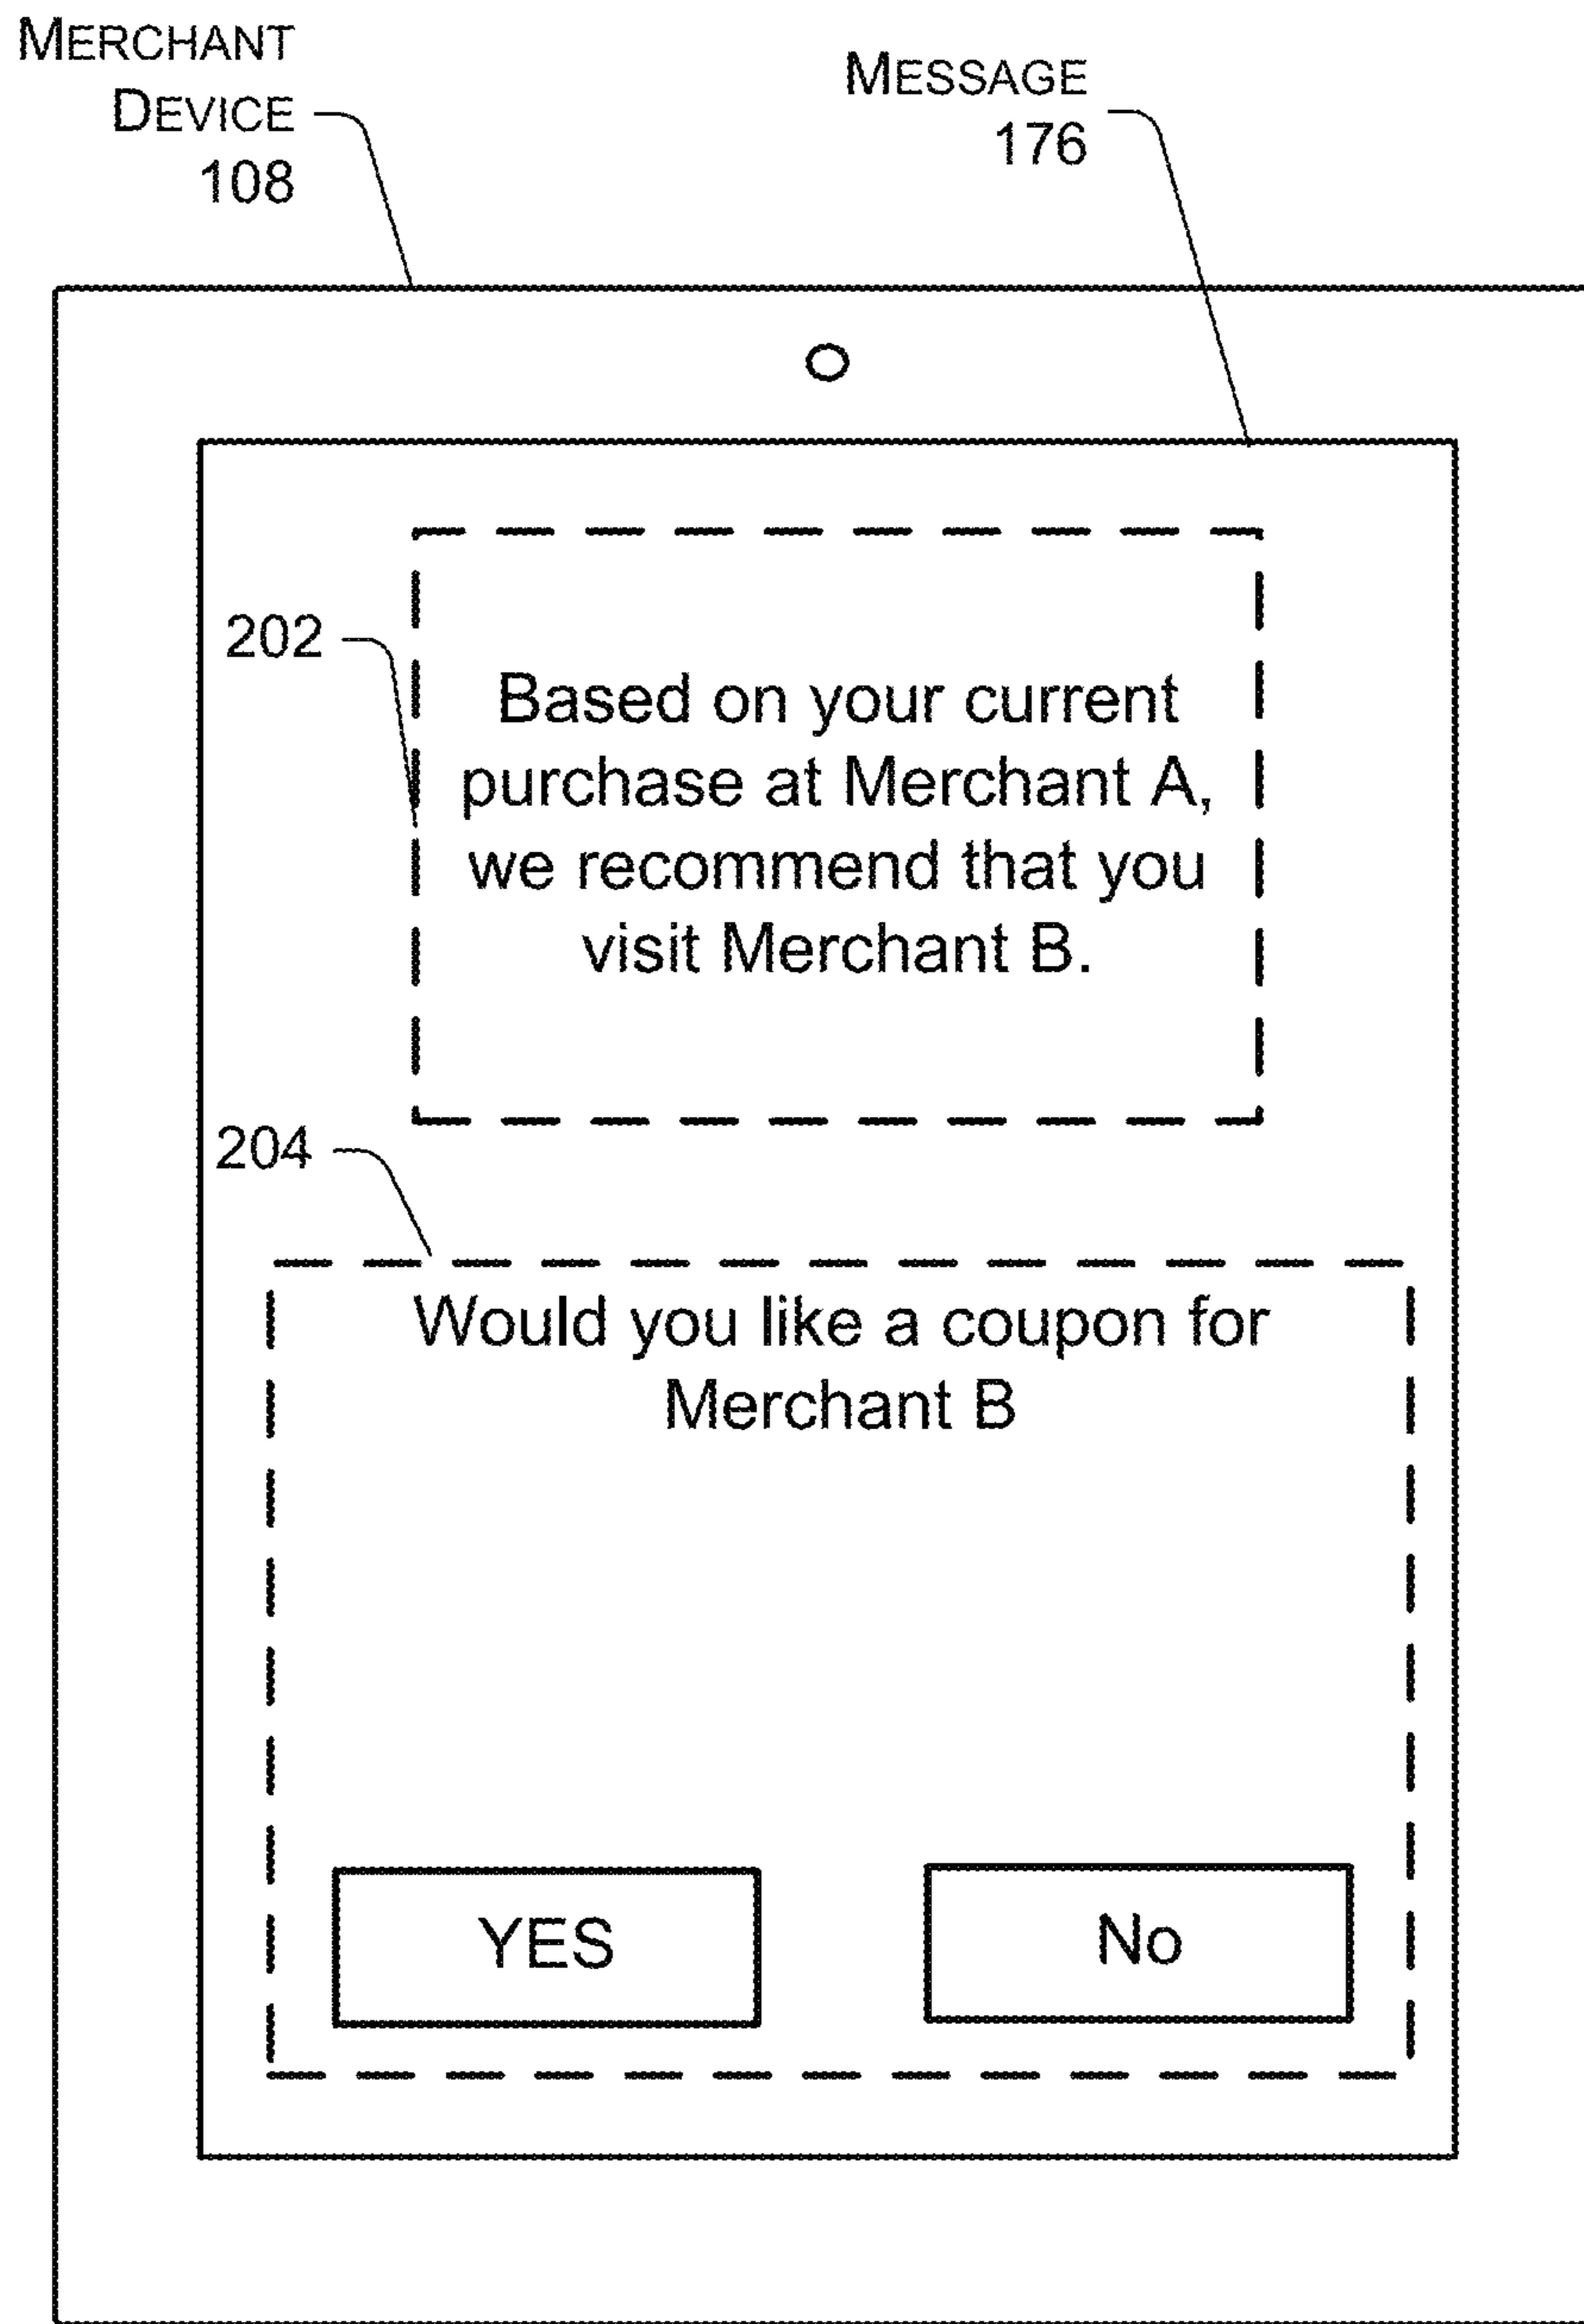 MERCHANT
DEVICE
108
MESSAGE
176
202
Based on your current
purchase at Merchant A,
we recommend that you
visit Merchant B.
204
Would you like a coupon for
Merchant B
YES
No